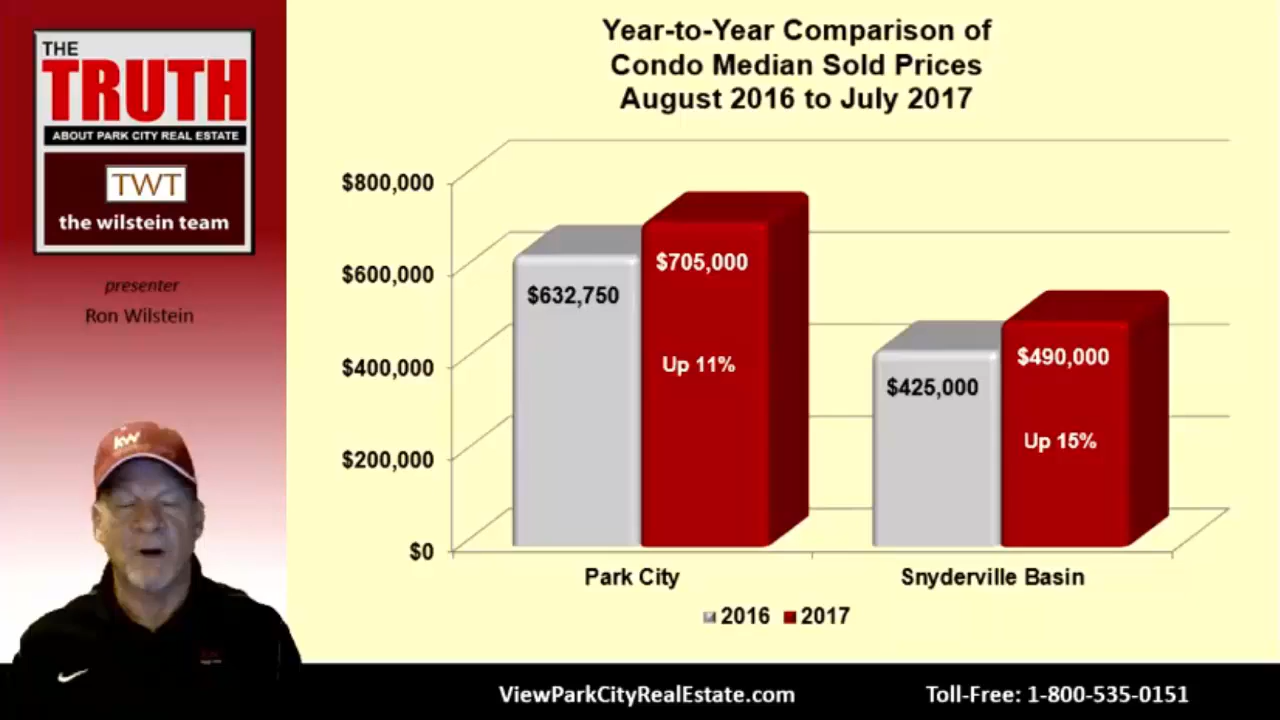 THE
TRUTH
ABOUT PARK CITY REAL ESTATE
TWT
the wilstein team
presenter
Ron Wilstein
kw
Year-to-Year Comparison of
Condo Median Sold Prices
August 2016 to July 2017
$800,000
$600,000
$400,000
$200,000
$0
$632,750
$705,000
Up 11%
$425,000
$490,000
Up 15%
Park City
Snyderville Basin
2016
2017
ViewParkCityRealEstate.com
Toll-Free: 1-800-535-0151